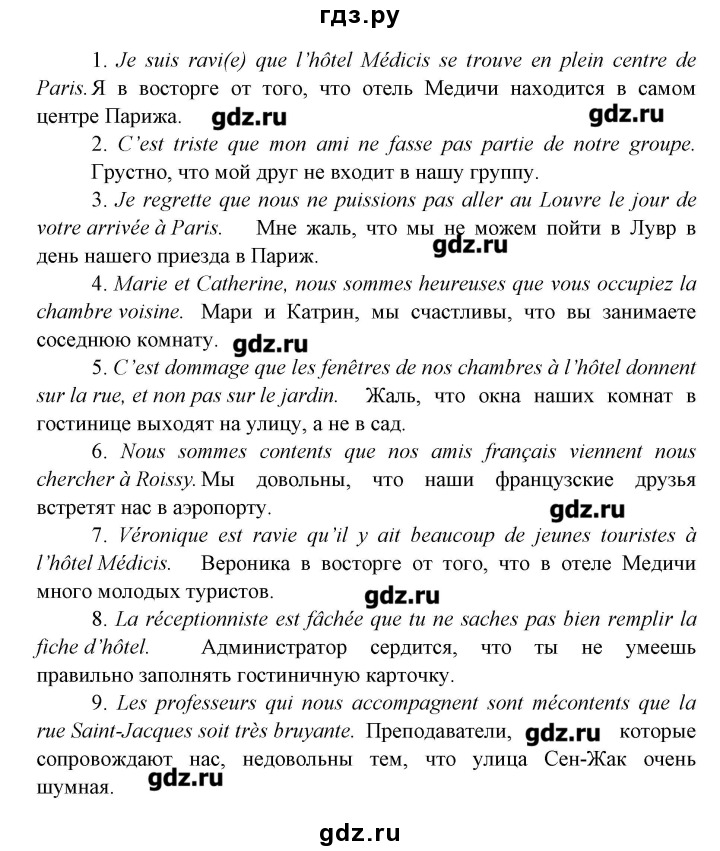 гдз.ру
1. Je suis ravi(e) que l’hôtel Médicis se trouve en plein centre de
Paris. Я в восторге от того, что отель Медичи находится в самом
центре Парижа. gdz.ru gdz.ru
2. C’est triste que mon ami ne fasse pas partie de notre groupe.
Грустно, что мой друг не входит в нашу группу.
3. Je regrette que nous ne puissions pas aller au Louvre le jour de
votre arrivée à Paris. Мне жаль, что мы не можем пойти в Лувр в
день нашего приезда в Париж. gdz.ru
4. Marie et Catherine, nous sommes heureuses que vous occupiez la
chambre voisine. Мари и Катрин, мы счастливы, что вы занимаете
соседнюю комнату. gdz.ru
5. C’est dommage que les fenêtres de nos chambres à l’hôtel donnent
sur la rue, et non pas sur le jardin. Жаль, что окна наших комнат в
гостинице выходят на улицу, а не в сад.
6. Nous sommes contents que nos amis français viennent nous
chercher à Roissy. Мы довольны, что наши французские друзья
встретят нас в аэропорту. gdz.ru
7. Véronique est ravie qu’il y ait beaucoup de jeunes touristes à
l’hôtel Médicis. Вероника в восторге от того, что в отеле Медичи
много молодых туристов. gdz.ru
8. La réceptionniste est fâchée que tu ne saches pas bien remplir la
fiche d’hôtel. Администратор сердится, что ты не умеешь
правильно заполнять гостиничную карточку.
9. Les professeurs qui nous accompagnent sont mécontents que la
rue Saint-Jacques soit très bruyante. Преподаватели, gdz.ru которые
сопровождают нас, недовольны тем, что улица Сен-Жак очень
шумная. gdz.ru
gdz.ru